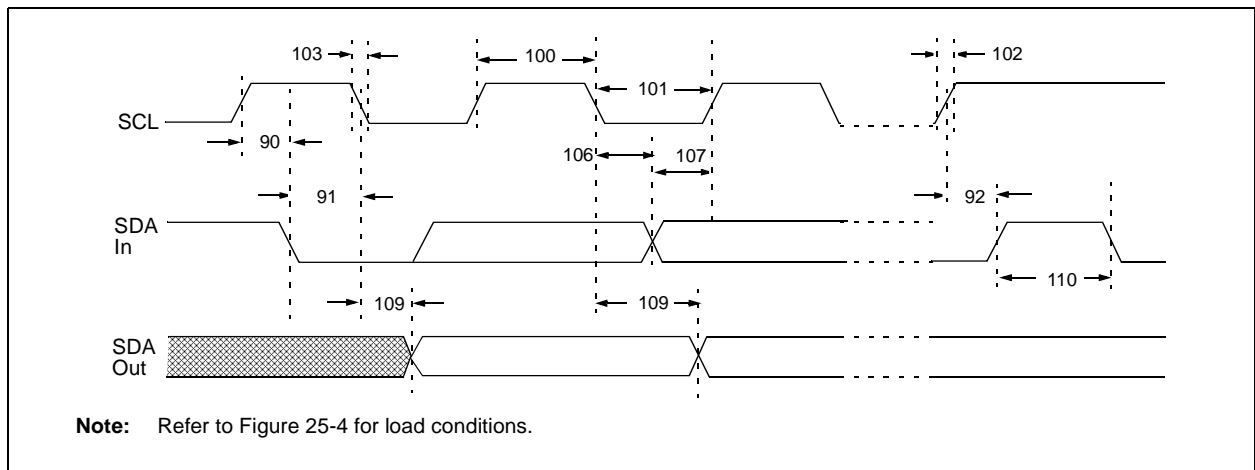 103
100
102
101
SCL
90
106
107
91
92
SDA
In
109
109
110
SDA
Out
Note: Refer to Figure 25-4 for load conditions.